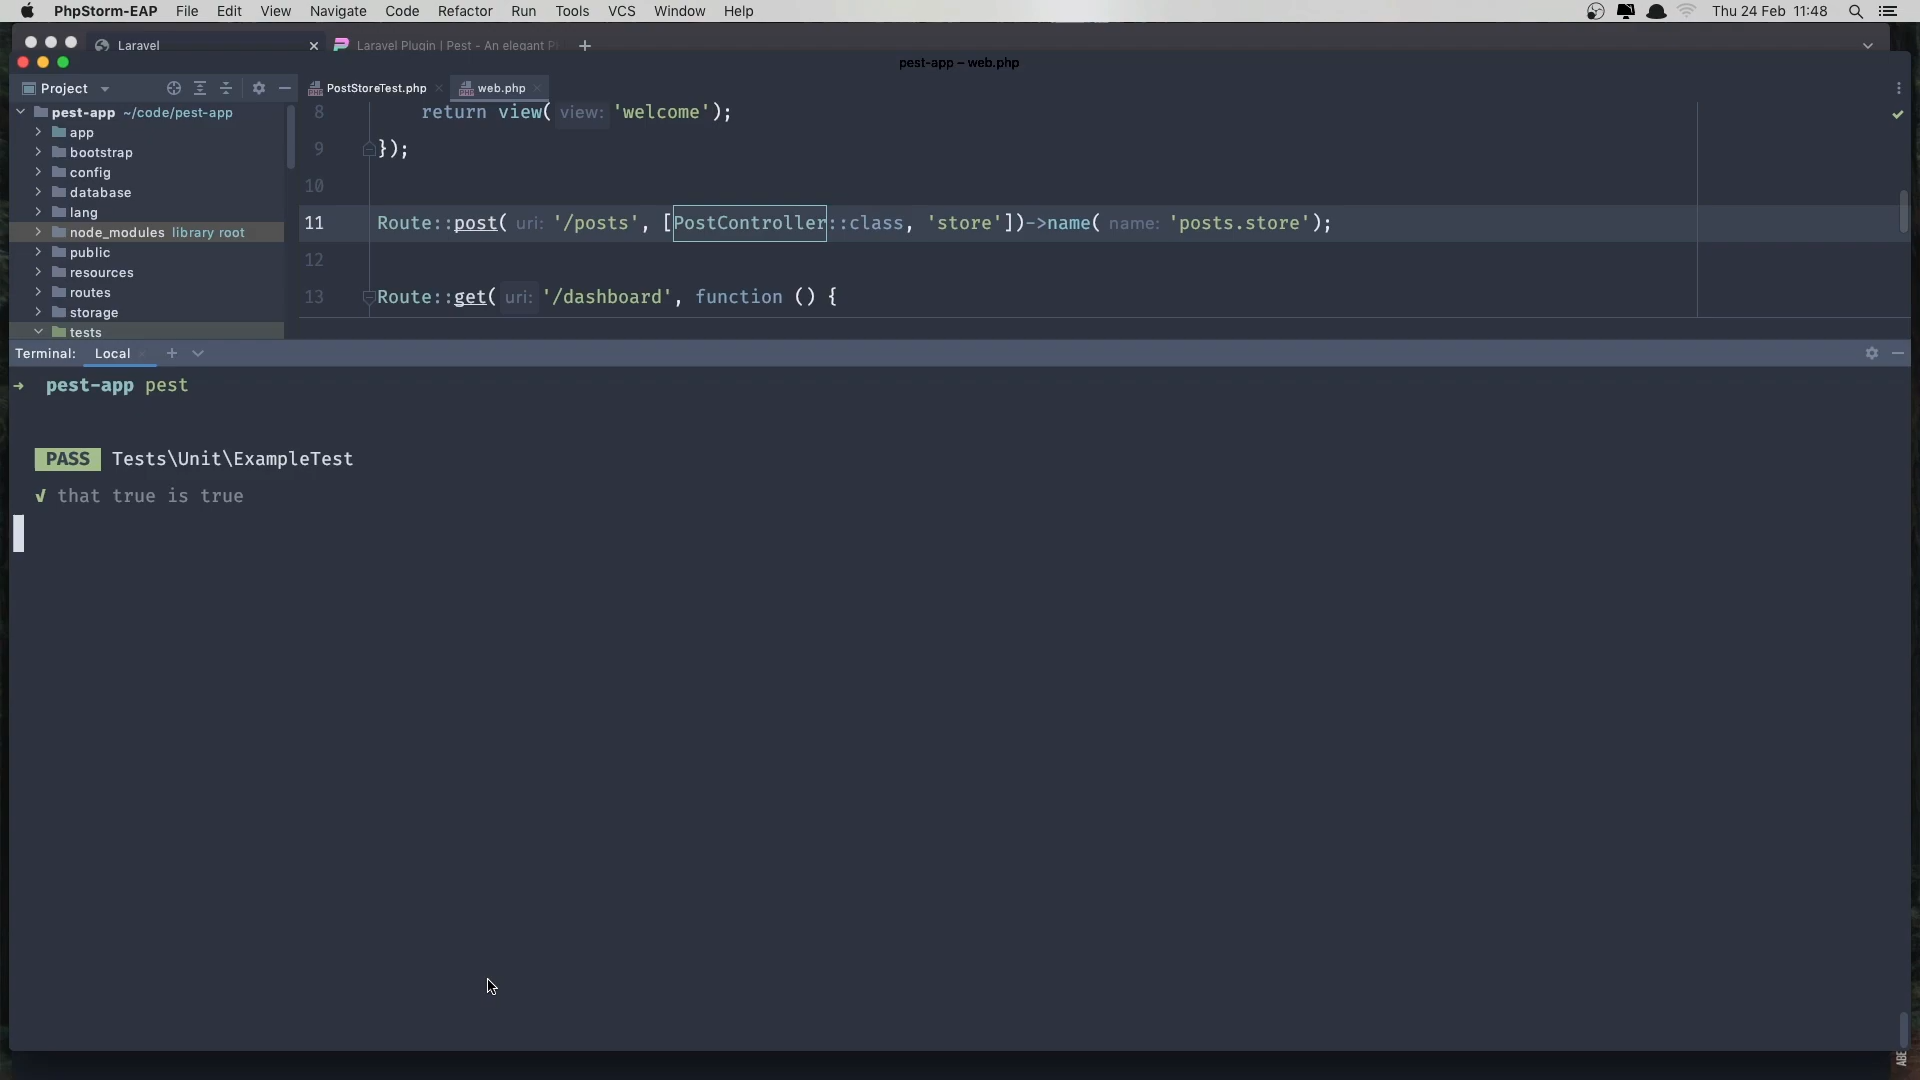 PhpStorm-EAP File Edit View Navigate Code Refactor Run Tools VCS Window Help Thu 24 Feb 11:48
Laravel Laravel Plugin | Pest - An elegant P
pest-app – web.php
Project PostStoreTest.php web.php
pest-app ~/code/pest-app
app
bootstrap
config
database
lang
node_modules library root
public
resources
routes
storage
tests
8 return view( view: 'welcome');
9 });
10
11 Route::post( uri: '/posts', [PostController::class, 'store'])->name( name: 'posts.store');
12
13 Route::get( uri: '/dashboard', function () {
Terminal: Local
→ pest-app pest
PASS Tests\Unit\ExampleTest
✓ that true is true
ABE